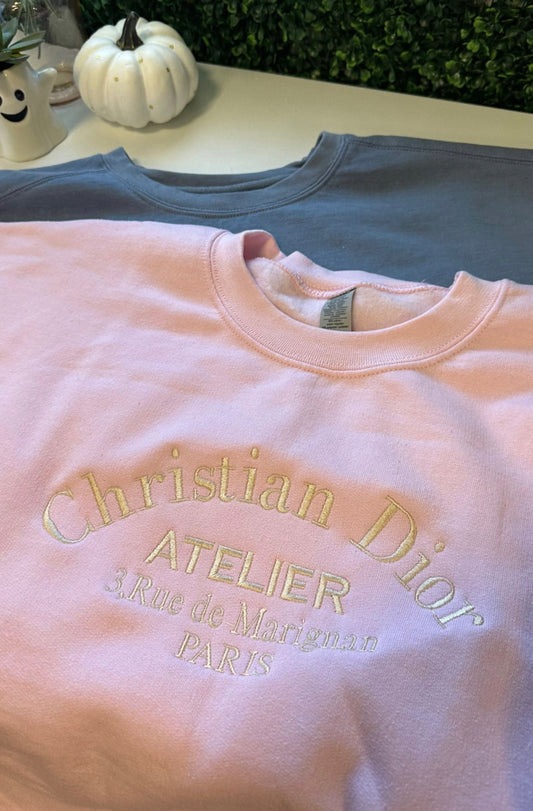 Christian Dior
ATELIER
3,Rue de Marignan
PARIS